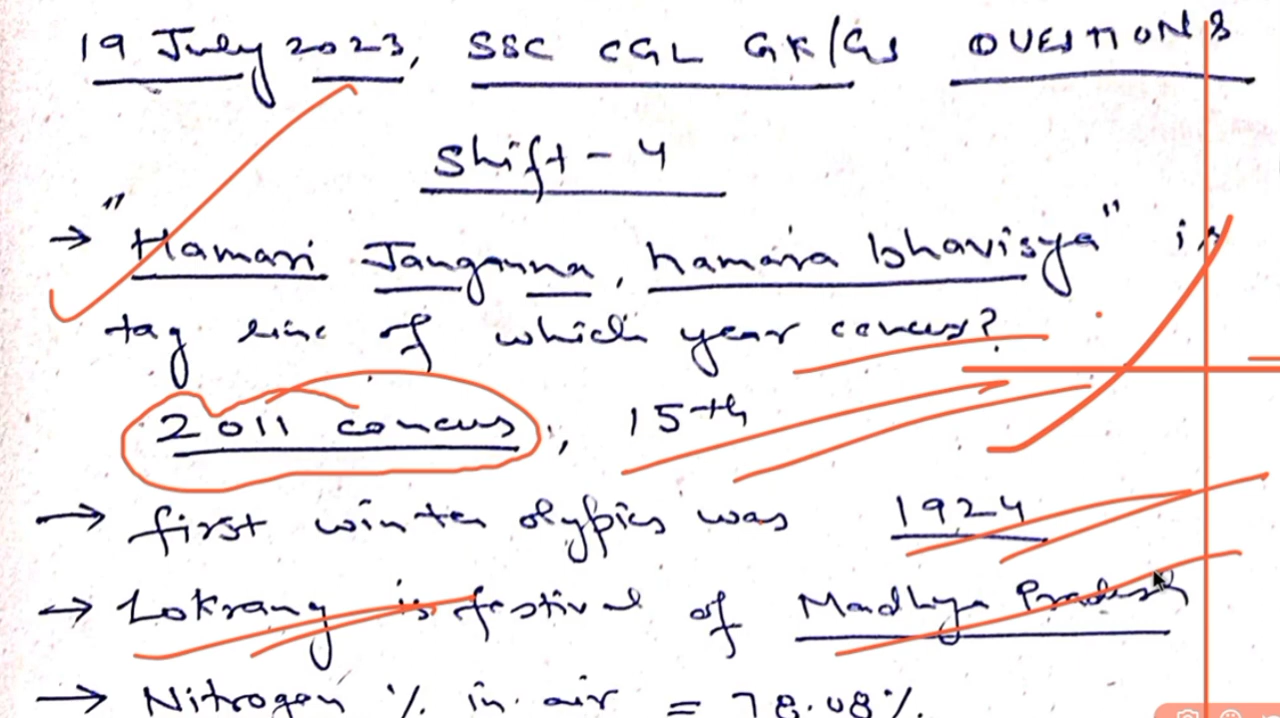 19 July 2023, SSC CGL GK/GS QUESTIONS
Shift - 4
→ "Hamari Janganna, hamara bhavisya" is
tag line of which year census?
2011 census, 15th
→ first winter olypics was 1924
→ Lokrang is festival of Madhya Pradesh
→ Nitrogen % in air = 78.08%.